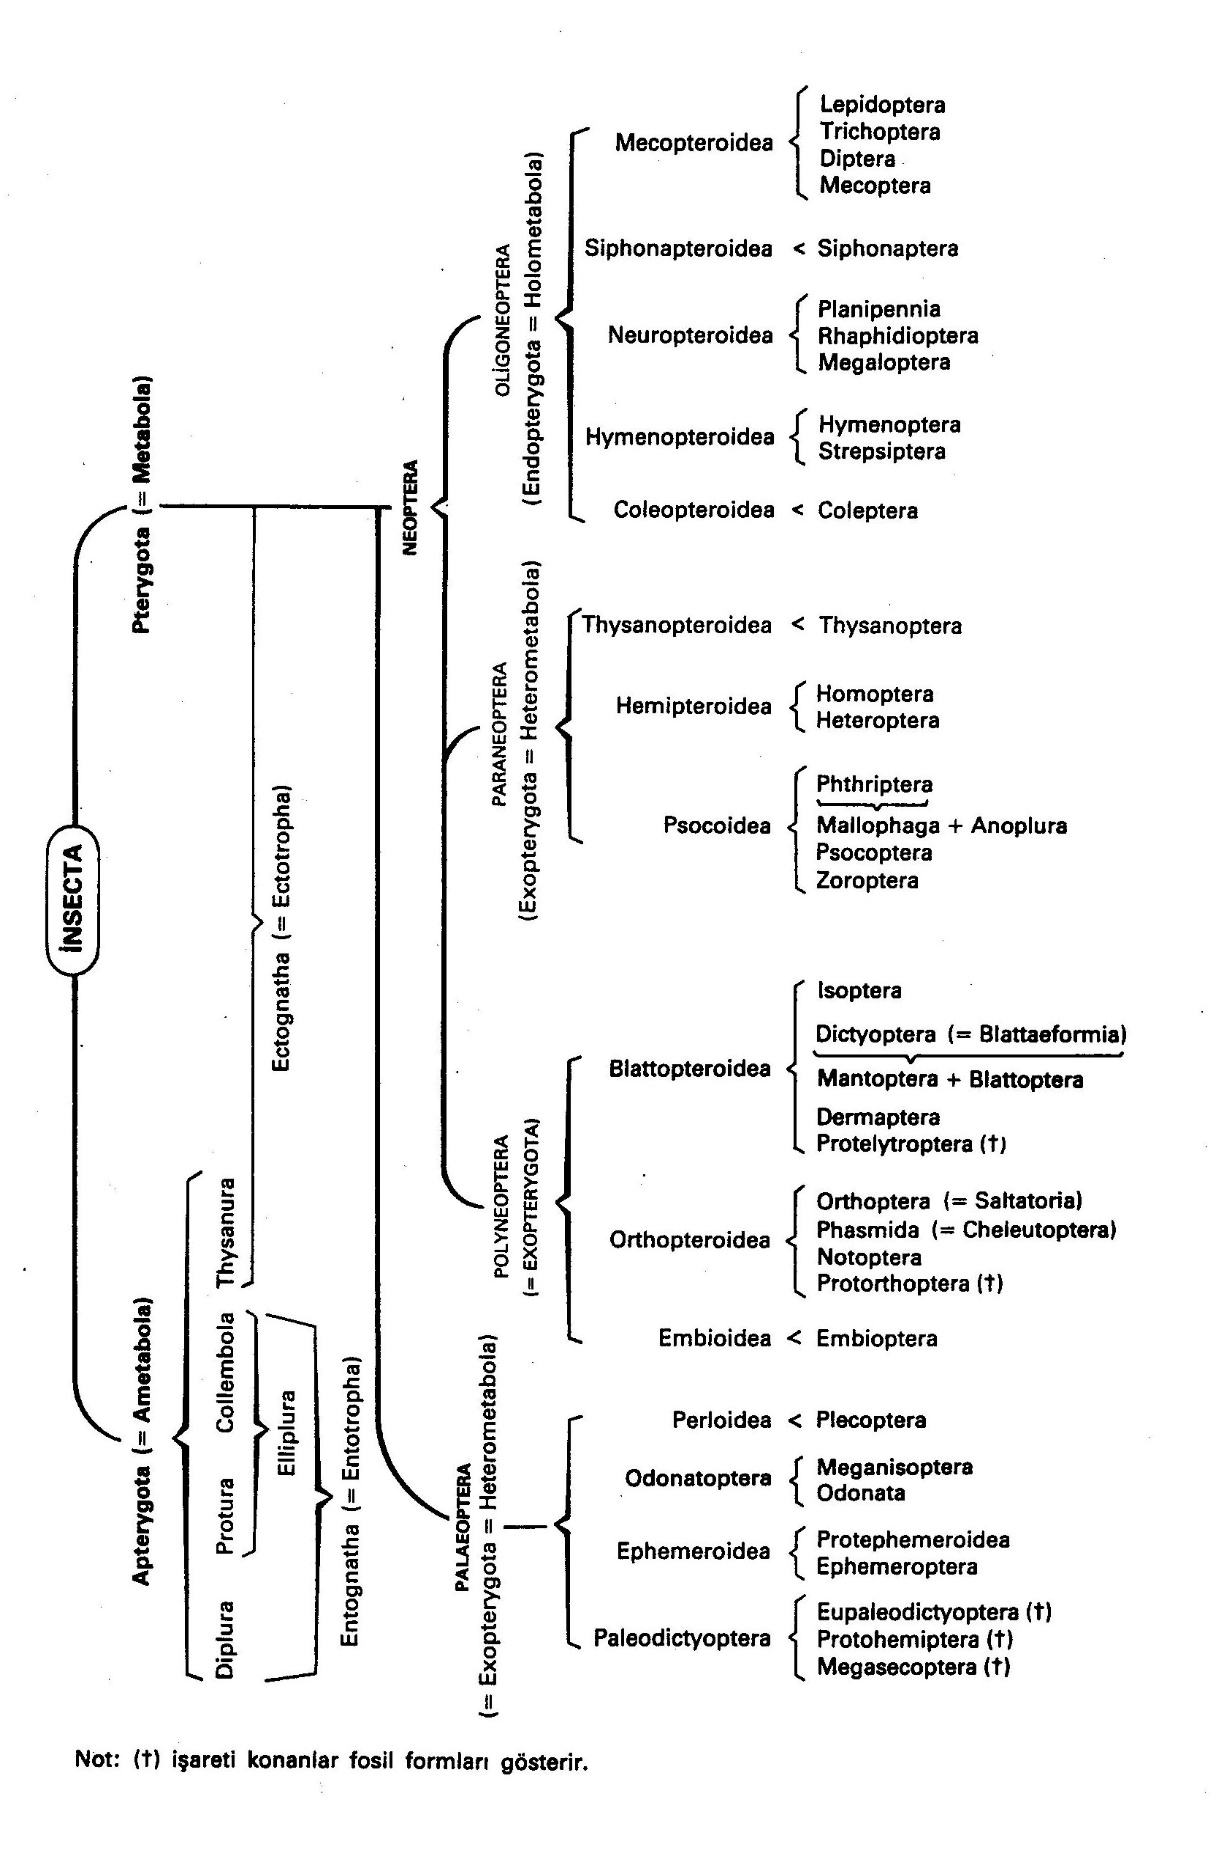 İNSECTA
Pterygota (= Metabola)
Apterygota (= Ametabola)
Diplura
Protura
Collembola
Thysanura
Elliplura
Entognatha (= Entotropha)
Ectognatha (= Ectotropha)
NEOPTERA
OLİGONEOPTERA
(Endopterygota = Holometabola)
Mecopteroidea
Lepidoptera
Trichoptera
Diptera
Mecoptera
Siphonapteroidea < Siphonaptera
Neuropteroidea
Planipennia
Rhaphidioptera
Megaloptera
Hymenopteroidea
Hymenoptera
Strepsiptera
Coleopteroidea < Coleptera
PARANEOPTERA
(Exopterygota = Heterometabola)
Thysanopteroidea < Thysanoptera
Hemipteroidea
Homoptera
Heteroptera
Psocoidea
Phthriptera
Mallophaga + Anoplura
Psocoptera
Zoroptera
POLYNEOPTERA
(= EXOPTERYGOTA)
Blattopteroidea
Isoptera
Dictyoptera (= Blattaeformia)
Mantoptera + Blattoptera
Dermaptera
Protelytroptera (†)
Orthopteroidea
Orthoptera (= Saltatoria)
Phasmida (= Cheleutoptera)
Notoptera
Protorthoptera (†)
Embioidea < Embioptera
PALAEOPTERA
(= Exopterygota = Heterometabola)
Perloidea < Plecoptera
Odonatoptera
Meganisoptera
Odonata
Ephemeroidea
Protephemeroidea
Ephemeroptera
Paleodictyoptera
Eupaleodictyoptera (†)
Protohemiptera (†)
Megasecoptera (†)
Not: (†) işareti konanlar fosil formları gösterir.